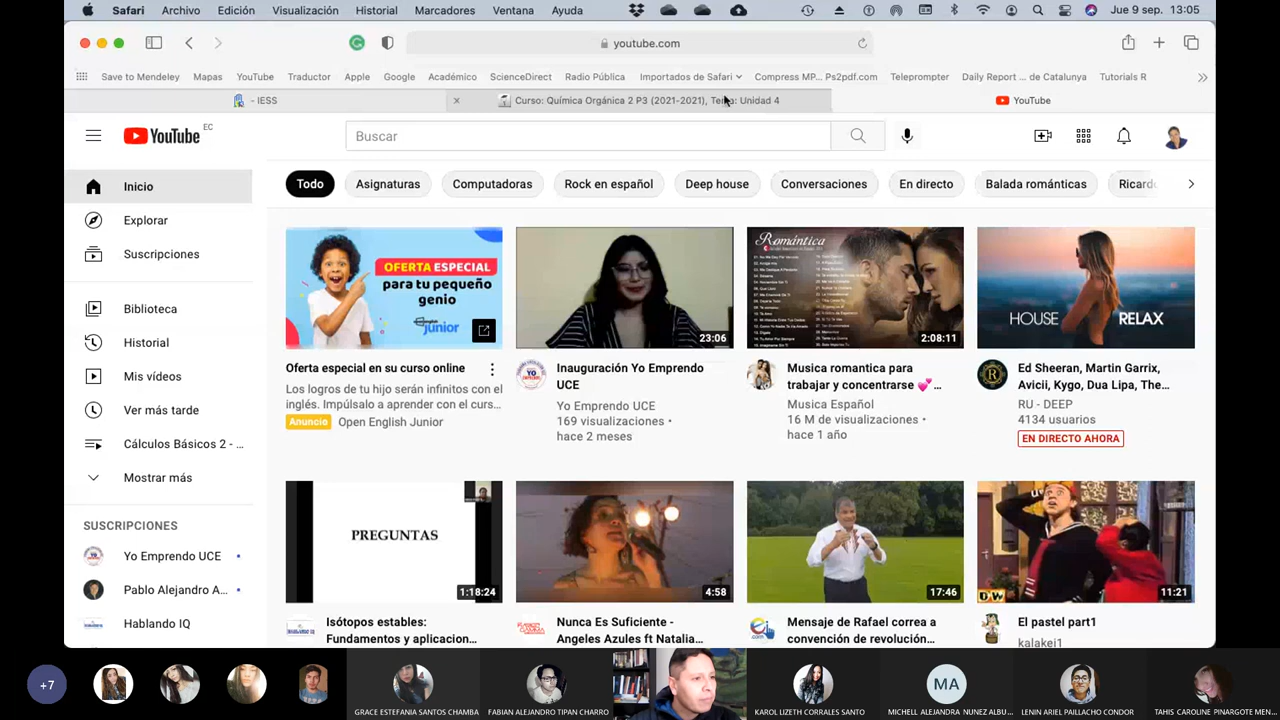 Safari Archivo Edición Visualización Historial Marcadores Ventana Ayuda Jue 9 sep. 13:05
youtube.com
Save to Mendeley Mapas YouTube Traductor Apple Google Académico ScienceDirect Radio Pública Importados de Safari Compress MP... Ps2pdf.com Teleprompter Daily Report ... de Catalunya Tutorials R
- IESS
Curso: Química Orgánica 2 P3 (2021-2021), Tema: Unidad 4
YouTube
YouTube EC
Buscar
Todo Asignaturas Computadoras Rock en español Deep house Conversaciones En directo Balada románticas Ricard
Inicio
Explorar
Suscripciones
Biblioteca
Historial
Mis vídeos
Ver más tarde
Cálculos Básicos 2 - ...
Mostrar más
SUSCRIPCIONES
Yo Emprendo UCE
Pablo Alejandro A...
Hablando IQ
OFERTA ESPECIAL
para tu pequeño
genio
júnior
Oferta especial en su curso online
Los logros de tu hijo serán infinitos con el
inglés. Impúlsalo a aprender con el curs...
Anuncio Open English Junior
23:06
Inauguración Yo Emprendo
UCE
Yo Emprendo UCE
169 visualizaciones •
hace 2 meses
Romántica
2:08:11
Musica romantica para
trabajar y concentrarse 💕...
Musica Español
16 M de visualizaciones •
hace 1 año
HOUSE RELAX
Ed Sheeran, Martin Garrix,
Avicii, Kygo, Dua Lipa, The...
RU - DEEP
4134 usuarios
EN DIRECTO AHORA
PREGUNTAS
1:18:24
Isótopos estables:
Fundamentos y aplicacion...
4:58
Nunca Es Suficiente -
Angeles Azules ft Natalia...
17:46
Mensaje de Rafael correa a
convención de revolución...
DW
11:21
El pastel part1
kalakei1
+7
GRACE ESTEFANIA SANTOS CHAMBA
FABIAN ALEJANDRO TIPAN CHARRO
KAROL LIZETH CORRALES SANTO
MA
MICHELL ALEJANDRA NUNEZ ALBU...
LENIN ARIEL PAILLACHO CONDOR
TAHIS CAROLINE PINARGOTE MEN...